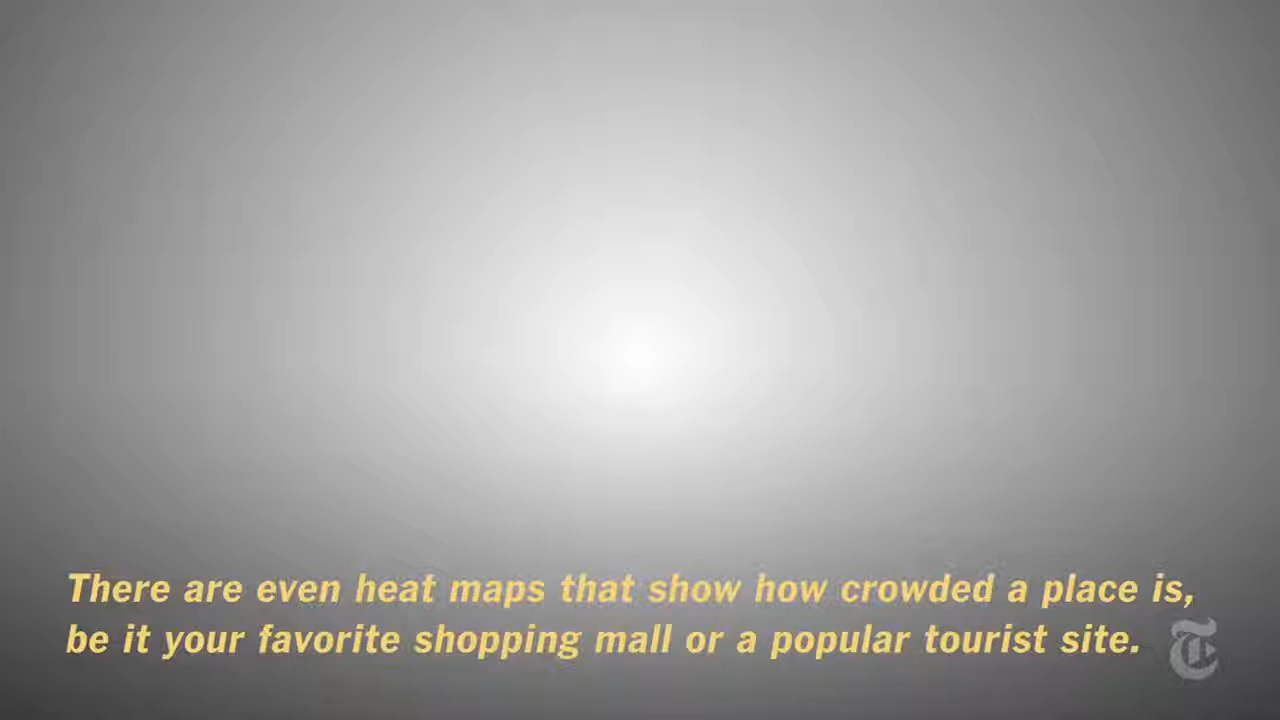 There are even heat maps that show how crowded a place is,
be it your favorite shopping mall or a popular tourist site.
T